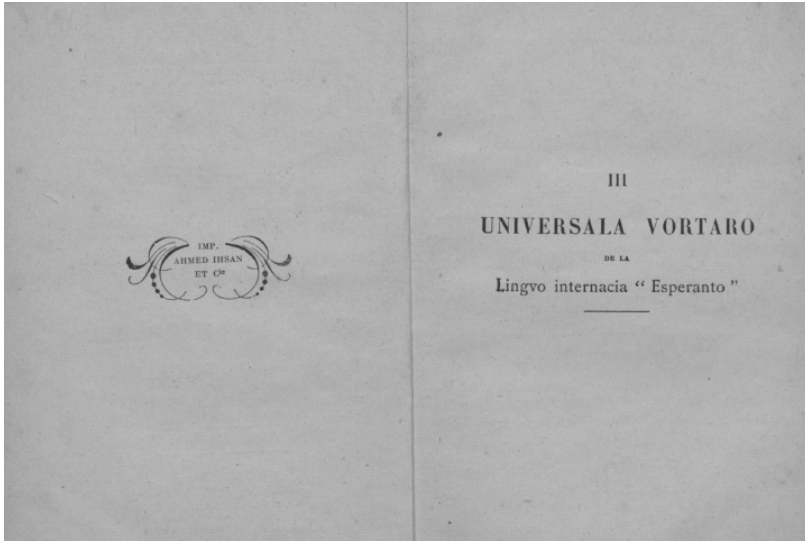 IMP.
AHMED IHSAN
ET Cie
III
UNIVERSALA VORTARO
DE LA
Lingvo internacia “ Esperanto ”